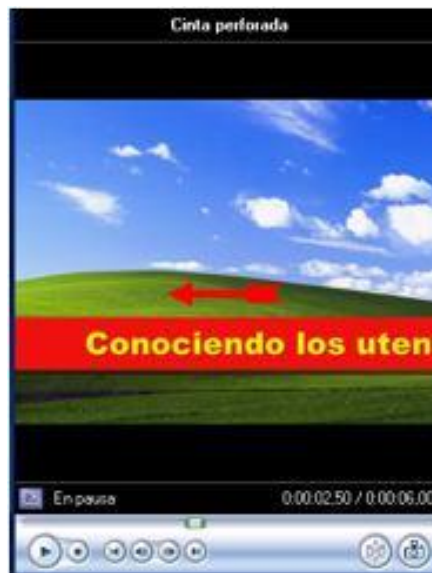 Cinta perforada
Conociendo los uten
En pausa
0:00:02.50 / 0:00:06.00